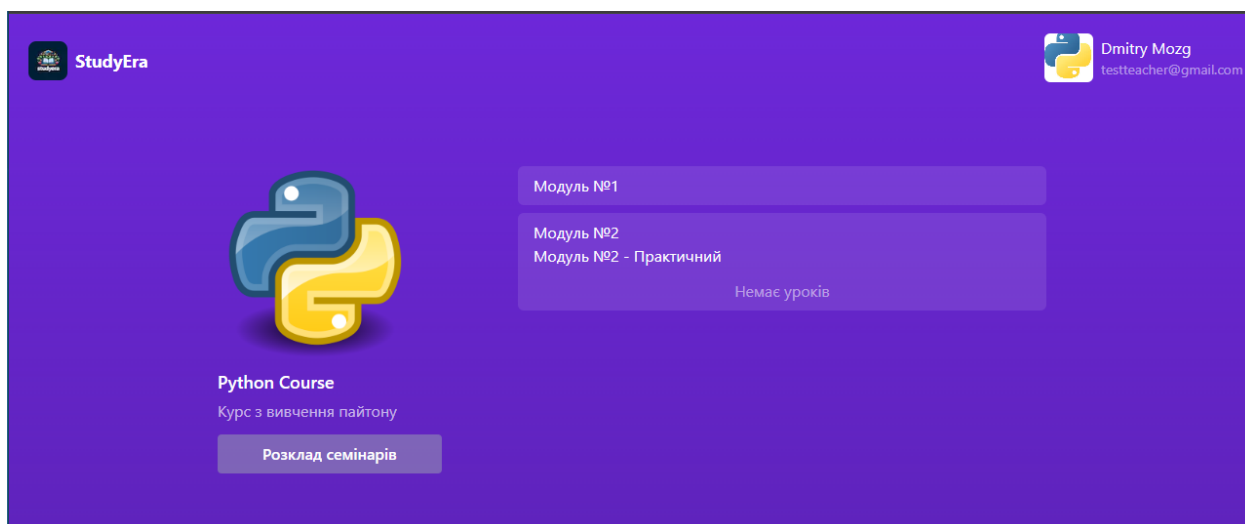 StudyEra
Dmitry Mozg
testteacher@gmail.com
Модуль №1
Модуль №2
Модуль №2 - Практичний
Немає уроків
Python Course
Курс з вивчення пайтону
Розклад семінарів